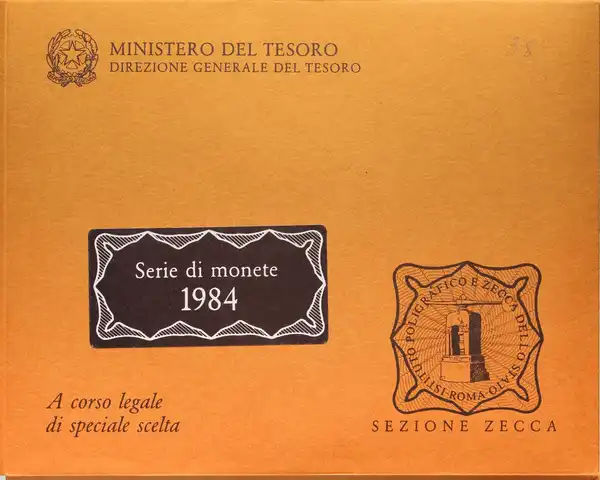 MINISTERO DEL TESORO
DIREZIONE GENERALE DEL TESORO
Serie di monete
1984
A corso legale
di speciale scelta
ISTITUTO POLIGRAFICO E ZECCA DELLO STATO·ROMA·
SEZIONE ZECCA